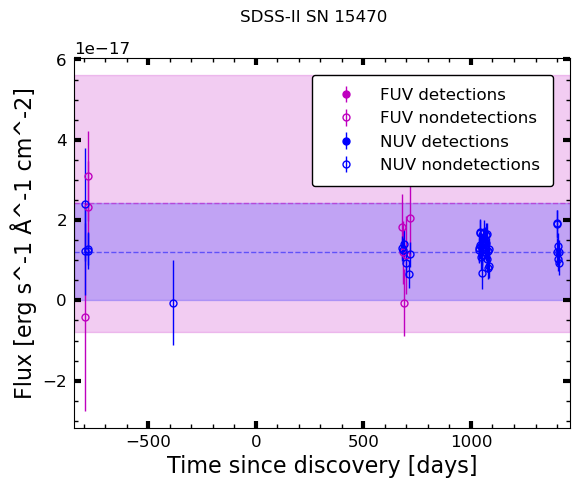 SDSS-II SN 15470
1e−17
6
4
2
0
−2
Flux [erg s^-1 Å^-1 cm^-2]
FUV detections
FUV nondetections
NUV detections
NUV nondetections
−500 0 500 1000
Time since discovery [days]